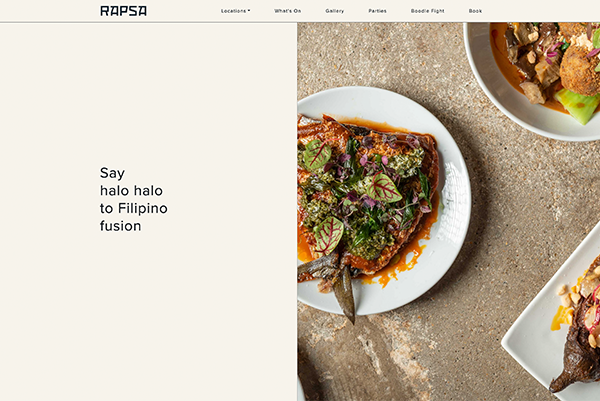 RAPSA
Locations
What's On
Gallery
Parties
Boodle Fight
Book
Say
halo halo
to Filipino
fusion